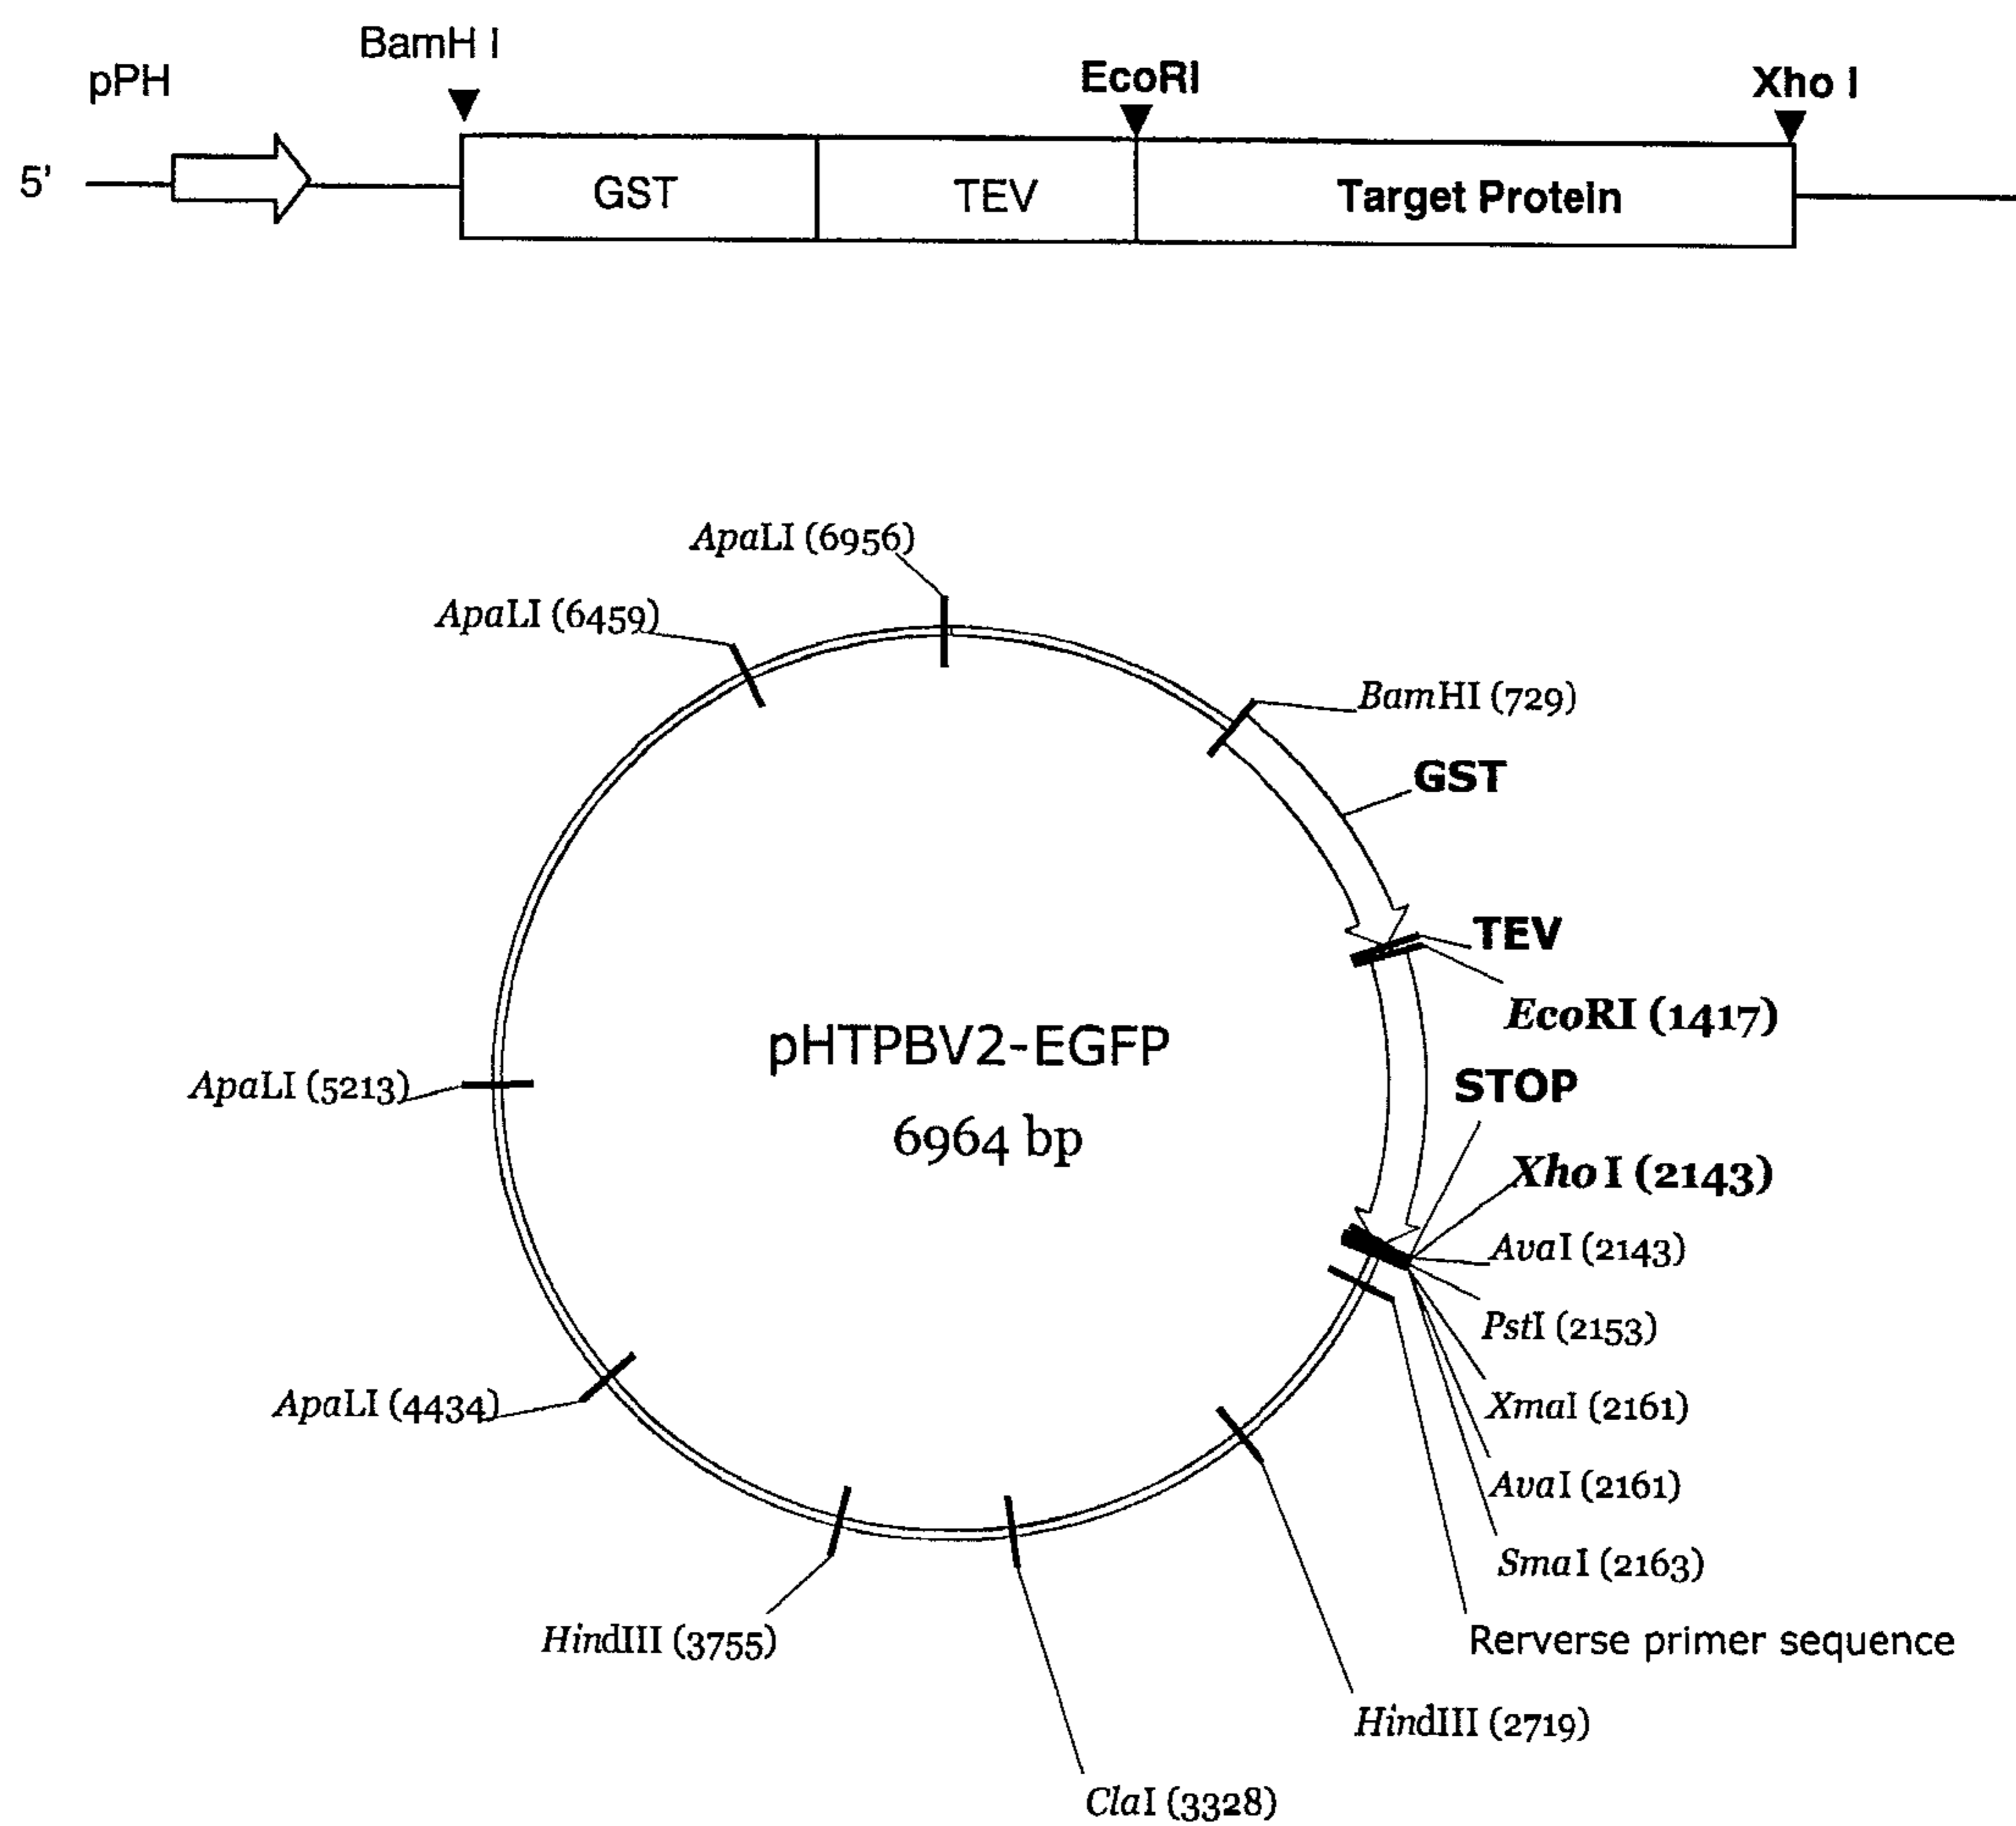 pPH
BamH I
EcoRI
Xho I
5'
GST
TEV
Target Protein
ApaLI (6956)
ApaLI (6459)
BamHI (729)
GST
TEV
EcoRI (1417)
pHTPBV2-EGFP
6964 bp
STOP
ApaLI (5213)
XhoI (2143)
AvaI (2143)
PstI (2153)
XmaI (2161)
ApaLI (4434)
AvaI (2161)
SmaI (2163)
HindIII (3755)
Rerverse primer sequence
HindIII (2719)
ClaI (3328)